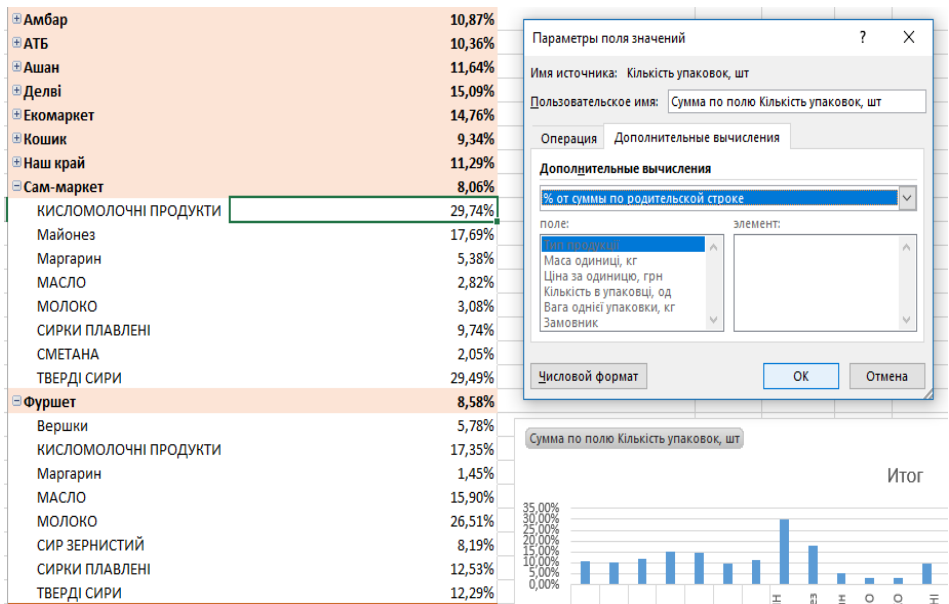 Амбар 10,87%
АТБ 10,36%
Ашан 11,64%
Делві 15,09%
Екомаркет 14,76%
Кошик 9,34%
Наш край 11,29%
Сам-маркет 8,06%
КИСЛОМОЛОЧНІ ПРОДУКТИ 29,74%
Майонез 17,69%
Маргарин 5,38%
МАСЛО 2,82%
МОЛОКО 3,08%
СИРКИ ПЛАВЛЕНІ 9,74%
СМЕТАНА 2,05%
ТВЕРДІ СИРИ 29,49%
Фуршет 8,58%
Вершки 5,78%
КИСЛОМОЛОЧНІ ПРОДУКТИ 17,35%
Маргарин 1,45%
МАСЛО 15,90%
МОЛОКО 26,51%
СИР ЗЕРНИСТИЙ 8,19%
СИРКИ ПЛАВЛЕНІ 12,53%
ТВЕРДІ СИРИ 12,29%
Параметры поля значений ? ×
Имя источника: Кількість упаковок, шт
Пользовательское имя: Сумма по полю Кількість упаковок, шт
Операция Дополнительные вычисления
Дополнительные вычисления
% от суммы по родительской строке
поле: элемент:
Тип продукції
Маса одиниці, кг
Ціна за одиницю, грн
Кількість в упаковці, од
Вага однієї упаковки, кг
Замовник
Числовой формат OK Отмена
Сумма по полю Кількість упаковок, шт
Итог
35,00%
30,00%
25,00%
20,00%
15,00%
10,00%
5,00%
0,00%